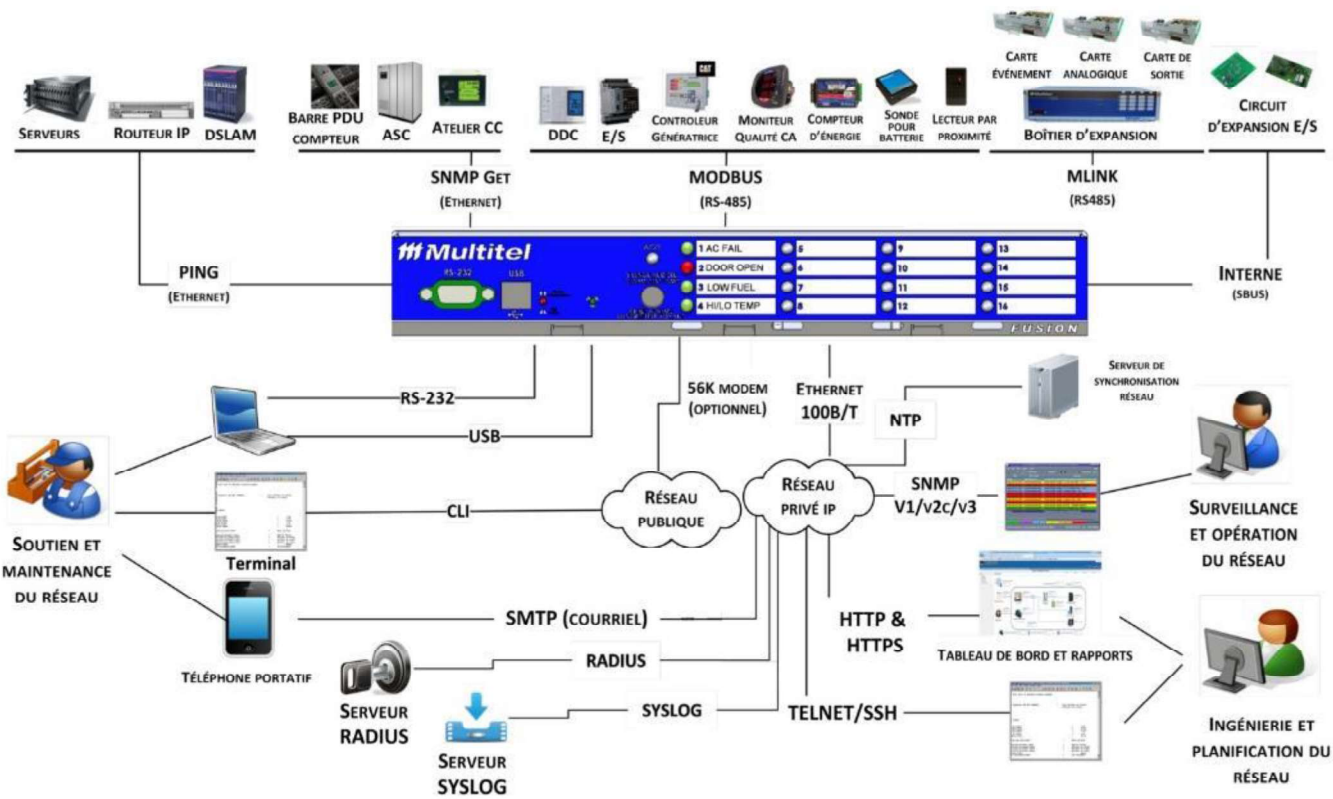 CARTE
ÉVÉNEMENT
CARTE
ANALOGIQUE
CARTE DE
SORTIE
SERVEURS
ROUTEUR IP
DSLAM
BARRE PDU
COMPTEUR
ASC
ATELIER CC
DDC
E/S
CAT
CONTROLEUR
GÉNÉRATRICE
MONITEUR
QUALITÉ CA
COMPTEUR
D'ÉNERGIE
SONDE
POUR
BATTERIE
LECTEUR PAR
PROXIMITÉ
Multitel
BOÎTIER D'EXPANSION
CIRCUIT
D'EXPANSION E/S
SNMP GET
(ETHERNET)
MODBUS
(RS-485)
MLINK
(RS485)
PING
(ETHERNET)
INTERNE
(SBUS)
Multitel
RS-232
USB
1 AC FAIL
2 DOOR OPEN
3 LOW FUEL
4 HI/LO TEMP
5
6
7
8
9
10
11
12
13
14
15
16
FUSION
RS-232
USB
56K MODEM
(OPTIONNEL)
ETHERNET
100B/T
NTP
SERVEUR DE
SYNCHRONISATION
RÉSEAU
CLI
RÉSEAU
PUBLIQUE
RÉSEAU
PRIVÉ IP
SNMP
V1/V2C/V3
SURVEILLANCE
ET OPÉRATION
DU RÉSEAU
SOUTIEN ET
MAINTENANCE
DU RÉSEAU
Terminal
SMTP (COURRIEL)
HTTP &
HTTPS
TABLEAU DE BORD ET RAPPORTS
TÉLÉPHONE PORTATIF
RADIUS
SERVEUR
RADIUS
SYSLOG
SERVEUR
SYSLOG
TELNET/SSH
INGÉNIERIE ET
PLANIFICATION DU
RÉSEAU